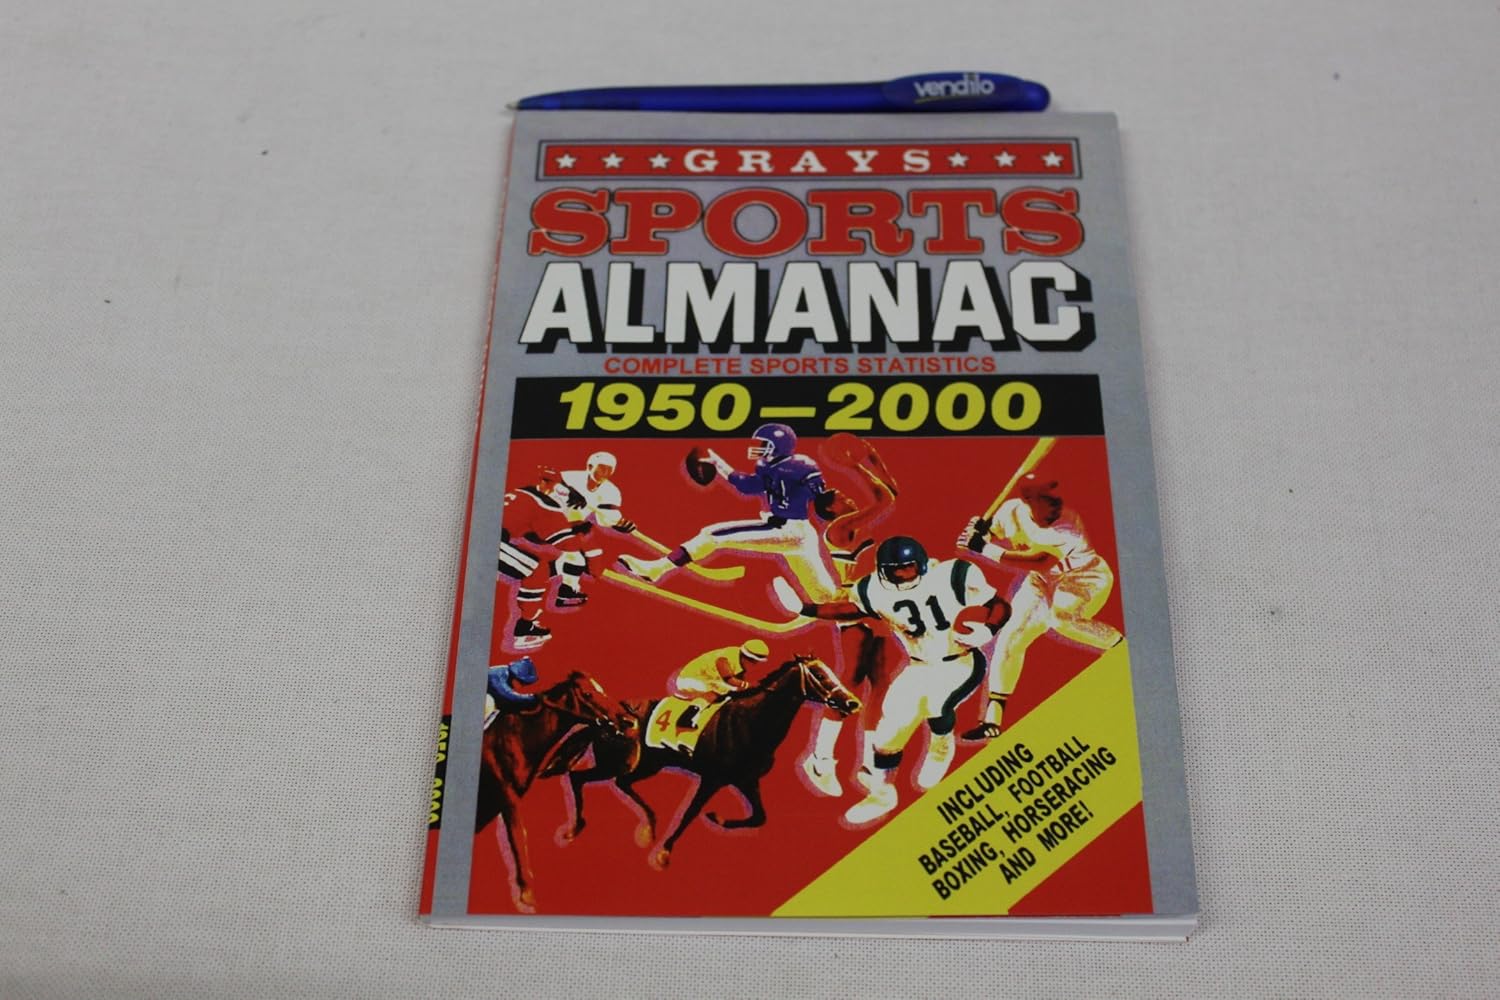 vendilo
GRAYS
SPORTS
ALMANAC
COMPLETE SPORTS STATISTICS
1950-2000
31
4
INCLUDING
BASEBALL, FOOTBALL
BOXING, HORSERACING
AND MORE!